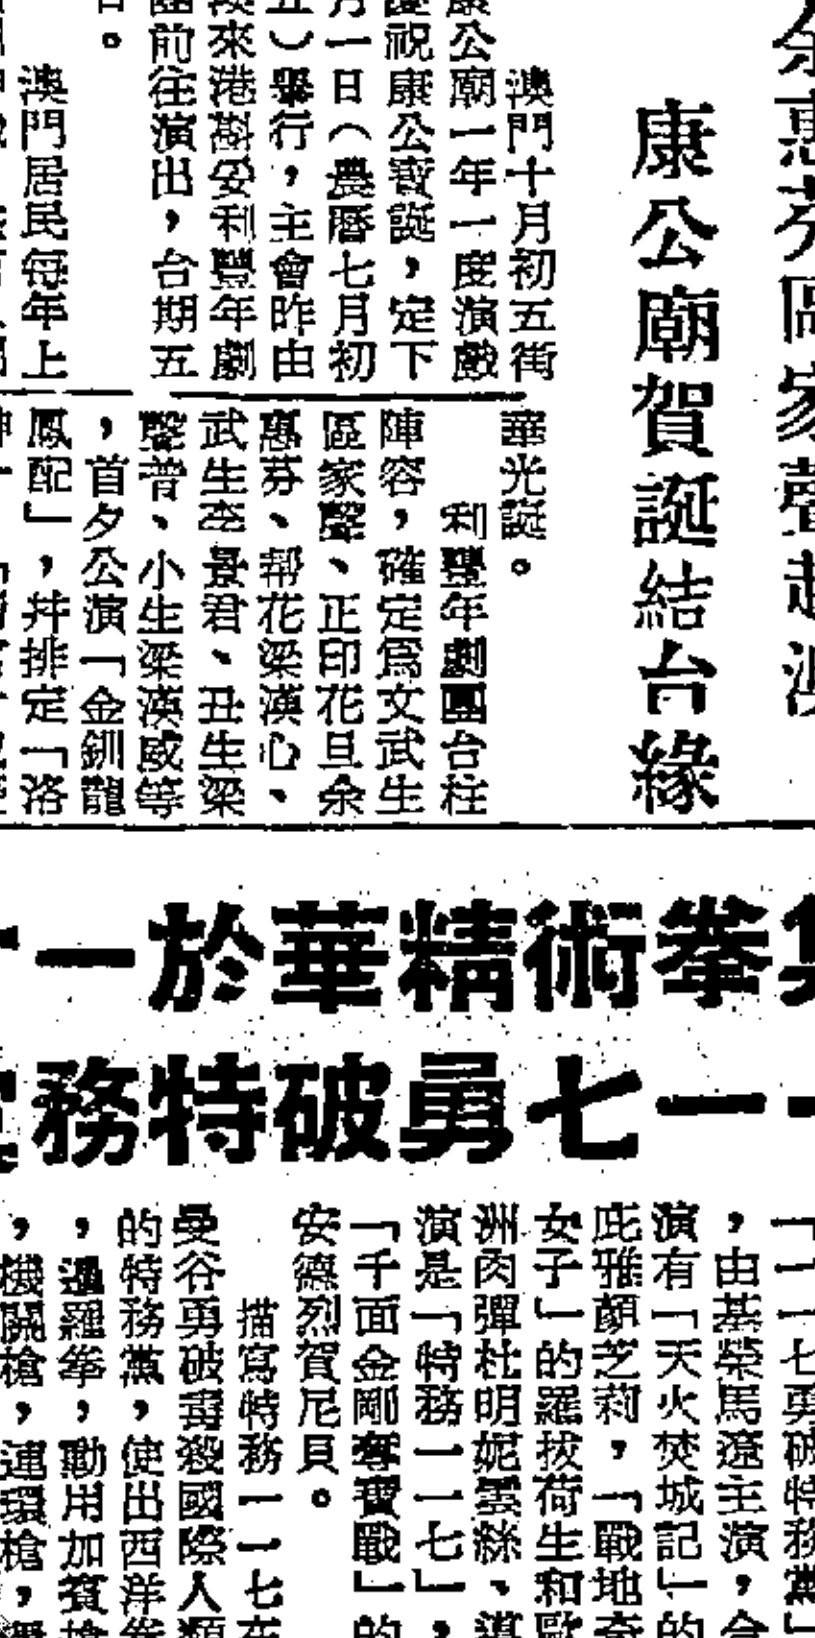 余惠芬區家聲赴澳
康公廟賀誕結台緣
澳門十月初五街
康公廟一年一度演戲
慶祝康公寶誕，定下
月一日（農曆七月初
五）舉行，主會昨由
澳來港斟妥利豐年劇
團前往演出，台期五
日。
澳門居民每年上
華光誕。
利豐年劇團台柱
陣容，確定爲文武生
區家聲、正印花旦余
惠芬、幇花梁漢心、
武生李景君、丑生梁
聲普、小生梁漢威等
，首夕公演「金釧龍
鳳配」，幷排定「洛
拳術精華於一
一七勇破特務
「一一七勇破特務黨」
，由基榮馬遼主演，合
演有「天火焚城記」的
庇雅顏芝莉，「戰地奇
女子」的羅拔荷生和歐
洲肉彈杜明妮雲絲、導
演是「特務一一七」，
「千面金剛奪寶戰」的
安德烈賀尼貝。
描寫特務一一七在
曼谷勇破毒殺國際人類
的特務黨，使出西洋拳
，暹羅拳，動用加賓槍
，機關槍，連環槍，